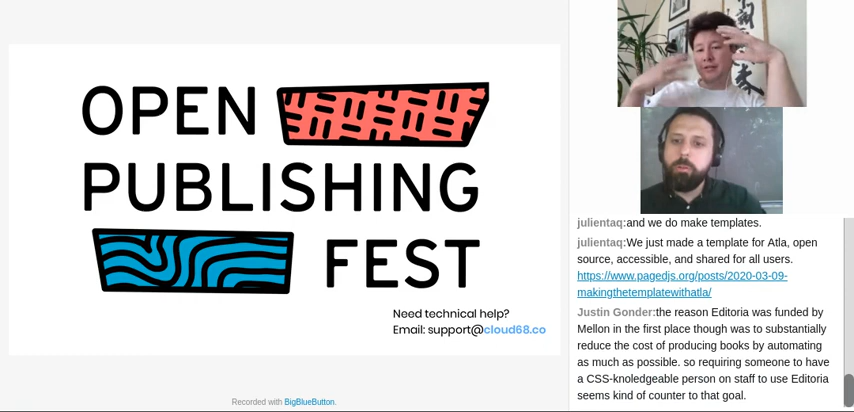 OPEN
PUBLISHING
FEST
Need technical help?
Email: support@cloud68.co
Recorded with BigBlueButton.
julientaq:and we do make templates.
julientaq:We just made a template for Atla, open
source, accessible, and shared for all users.
https://www.pagedjs.org/posts/2020-03-09-
makingthetemplatewithatla/
Justin Gonder:the reason Editoria was funded by
Mellon in the first place though was to substantially
reduce the cost of producing books by automating
as much as possible. so requiring someone to have
a CSS-knoledgeable person on staff to use Editoria
seems kind of counter to that goal.